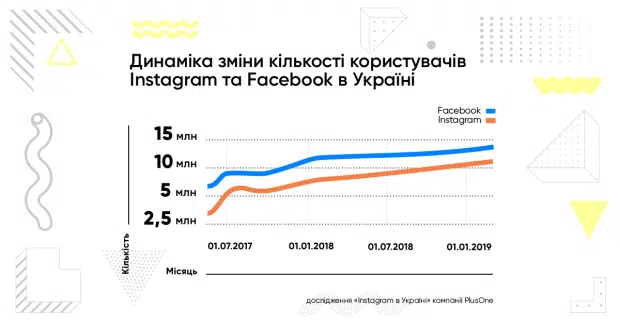 Динаміка зміни кількості користувачів
Instagram та Facebook в Україні
Facebook
Instagram
15 млн
10 млн
5 млн
2,5 млн
Кількість
01.07.2017
01.01.2018
01.07.2018
01.01.2019
Місяць
дослідження «Instagram в Україні» компанії PlusOne